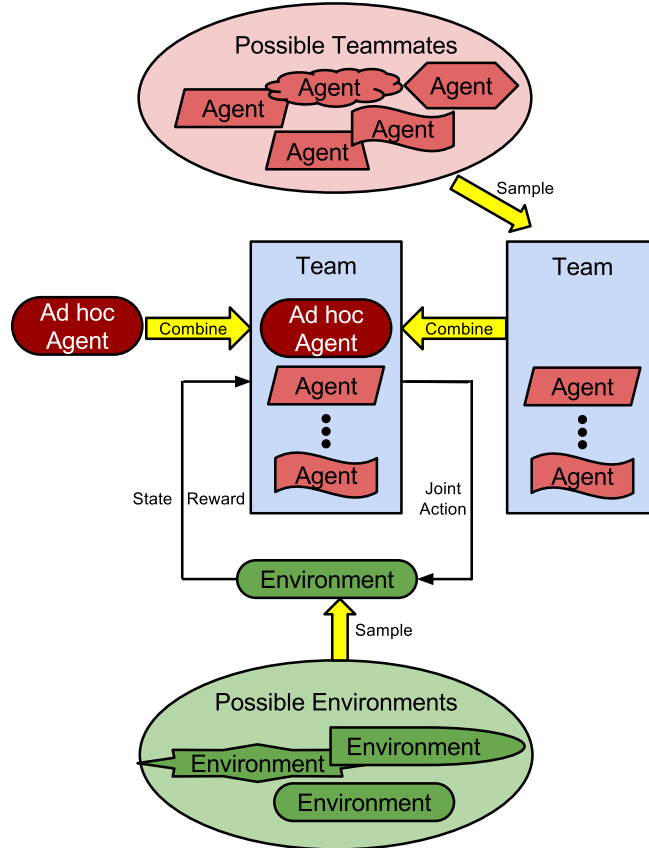 Possible Teammates
Agent
Agent
Agent
Agent
Agent
Sample
Team
Team
Ad hoc
Agent
Combine
Ad hoc
Agent
Combine
Agent
Agent
Agent
Agent
State
Reward
Joint
Action
Environment
Sample
Possible Environments
Environment
Environment
Environment